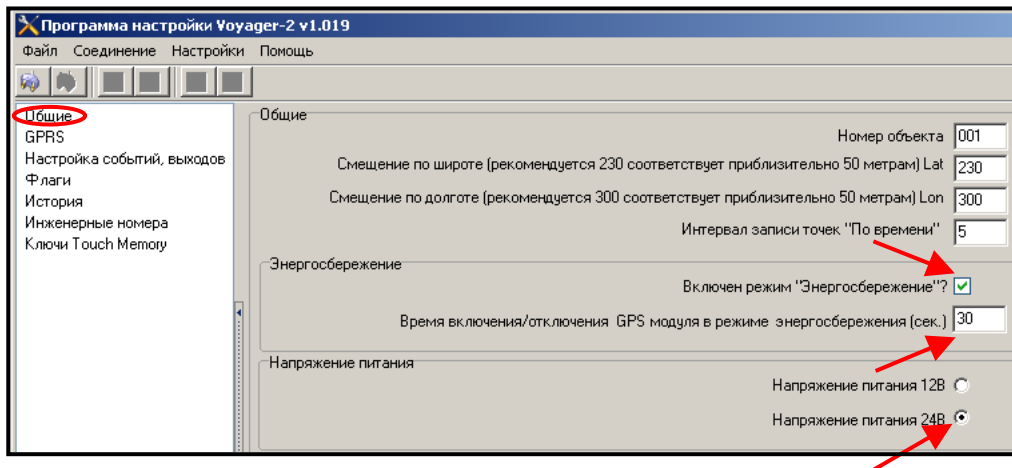 Программа настройки Voyager-2 v1.019
Файл Соединение Настройки Помощь
Общие
GPRS
Настройка событий, выходов
Флаги
История
Инженерные номера
Ключи Touch Memory
Общие
Номер объекта 001
Смещение по широте (рекомендуется 230 соответствует приблизительно 50 метрам) Lat 230
Смещение по долготе (рекомендуется 300 соответствует приблизительно 50 метрам) Lon 300
Интервал записи точек "По времени" 5
Энергосбережение
Включен режим "Энергосбережение"?
Время включения/отключения GPS модуля в режиме энергосбережения (сек.) 30
Напряжение питания
Напряжение питания 12В
Напряжение питания 24В